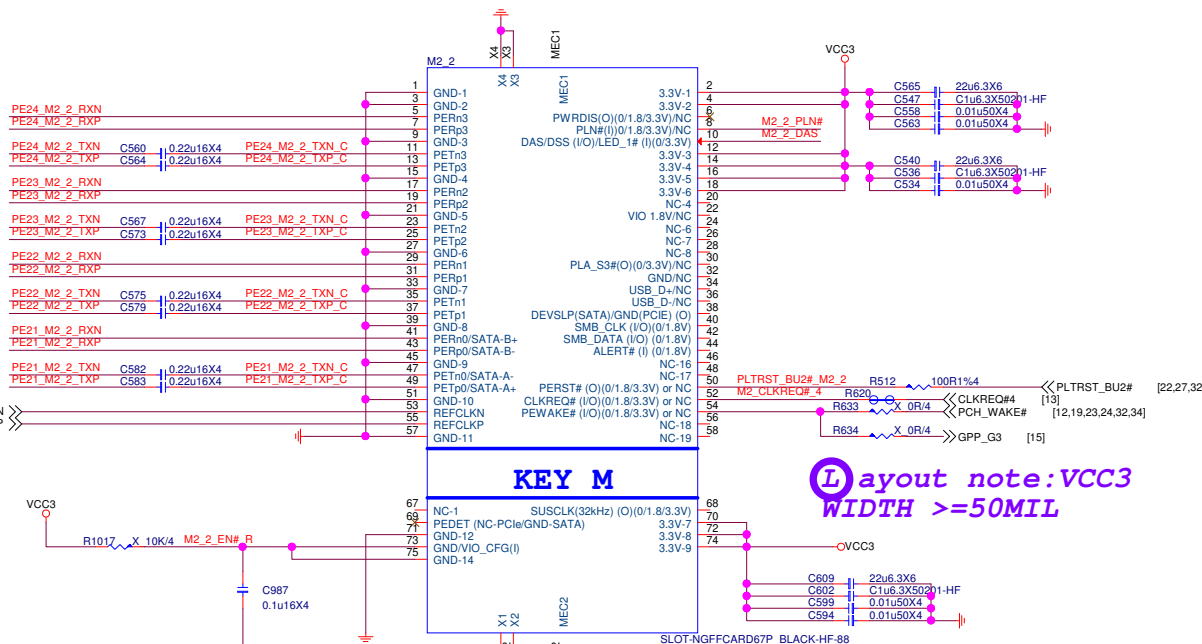 X4 X3 MEC1
M2_2
VCC3
X4 X3 MEC1
1 GND-1 3.3V-1 2 C565 22u6.3X6
3 GND-2 3.3V-2 4 C547 C1u6.3X50201-HF
PE24_M2_2_RXN 5 PERn3 PWRDIS(O)(0/1.8/3.3V)/NC 6 C558 0.01u50X4
PE24_M2_2_RXP 7 PERp3 PLN#(I)(0/1.8/3.3V)/NC 8 M2_2_PLN# C563 0.01u50X4
9 GND-3 DAS/DSS (I/O)/LED_1# (I)(0/3.3V) 10 M2_2_DAS
PE24_M2_2_TXN C560 0.22u16X4 PE24_M2_2_TXN_C 11 PETn3 3.3V-3 12
PE24_M2_2_TXP C564 0.22u16X4 PE24_M2_2_TXP_C 13 PETp3 3.3V-4 14 C540 22u6.3X6
15 GND-4 3.3V-5 16 C536 C1u6.3X50201-HF
PE23_M2_2_RXN 17 PERn2 3.3V-6 18 C534 0.01u50X4
PE23_M2_2_RXP 19 PERp2 NC-4 20
21 GND-5 VIO 1.8V/NC 22
PE23_M2_2_TXN C567 0.22u16X4 PE23_M2_2_TXN_C 23 PETn2 NC-6 24
PE23_M2_2_TXP C573 0.22u16X4 PE23_M2_2_TXP_C 25 PETp2 NC-7 26
27 GND-6 NC-8 28
PE22_M2_2_RXN 29 PERn1 PLA_S3#(O)(0/3.3V)/NC 30
PE22_M2_2_RXP 31 PERp1 GND/NC 32
33 GND-7 USB_D+/NC 34
PE22_M2_2_TXN C575 0.22u16X4 PE22_M2_2_TXN_C 35 PETn1 USB_D-/NC 36
PE22_M2_2_TXP C579 0.22u16X4 PE22_M2_2_TXP_C 37 PETp1 DEVSLP(SATA)/GND(PCIE) (O) 38
39 GND-8 SMB_CLK (I/O)(0/1.8V) 40
PE21_M2_2_RXN 41 PERn0/SATA-B+ SMB_DATA (I/O) (0/1.8V) 42
PE21_M2_2_RXP 43 PERp0/SATA-B- ALERT# (I) (0/1.8V) 44
45 GND-9 NC-16 46
PE21_M2_2_TXN C582 0.22u16X4 PE21_M2_2_TXN_C 47 PETn0/SATA-A- NC-17 48
PE21_M2_2_TXP C583 0.22u16X4 PE21_M2_2_TXP_C 49 PETp0/SATA-A+ PERST# (O)(0/1.8/3.3V) or NC 50 PLTRST_BU2#_M2_2 R512 100R1%4 PLTRST_BU2# [22,27,32
51 GND-10 CLKREQ# (I/O)(0/1.8/3.3V) or NC 52 M2_CLKREQ#_4 R620 CLKREQ#4 [13]
53 REFCLKN PEWAKE# (I/O)(0/1.8/3.3V) or NC 54 R633 X_0R/4 PCH_WAKE# [12,19,23,24,32,34]
55 REFCLKP NC-18 56
57 GND-11 NC-19 58 R634 X_0R/4 GPP_G3 [15]
KEY M
Layout note:VCC3
WIDTH >=50MIL
VCC3
67 NC-1 SUSCLK(32kHz) (O)(0/1.8/3.3V) 68
69 PEDET (NC-PCIe/GND-SATA) 3.3V-7 70
71 GND-12 3.3V-8 72
R1017 X_10K/4 M2_2_EN#_R 73 GND/VIO_CFG(I) 3.3V-9 74 VCC3
75 GND-14
C609 22u6.3X6
C987 C602 C1u6.3X50201-HF
0.1u16X4 C599 0.01u50X4
C594 0.01u50X4
X1 X2 MEC2
SLOT-NGFFCARD67P_BLACK-HF-88